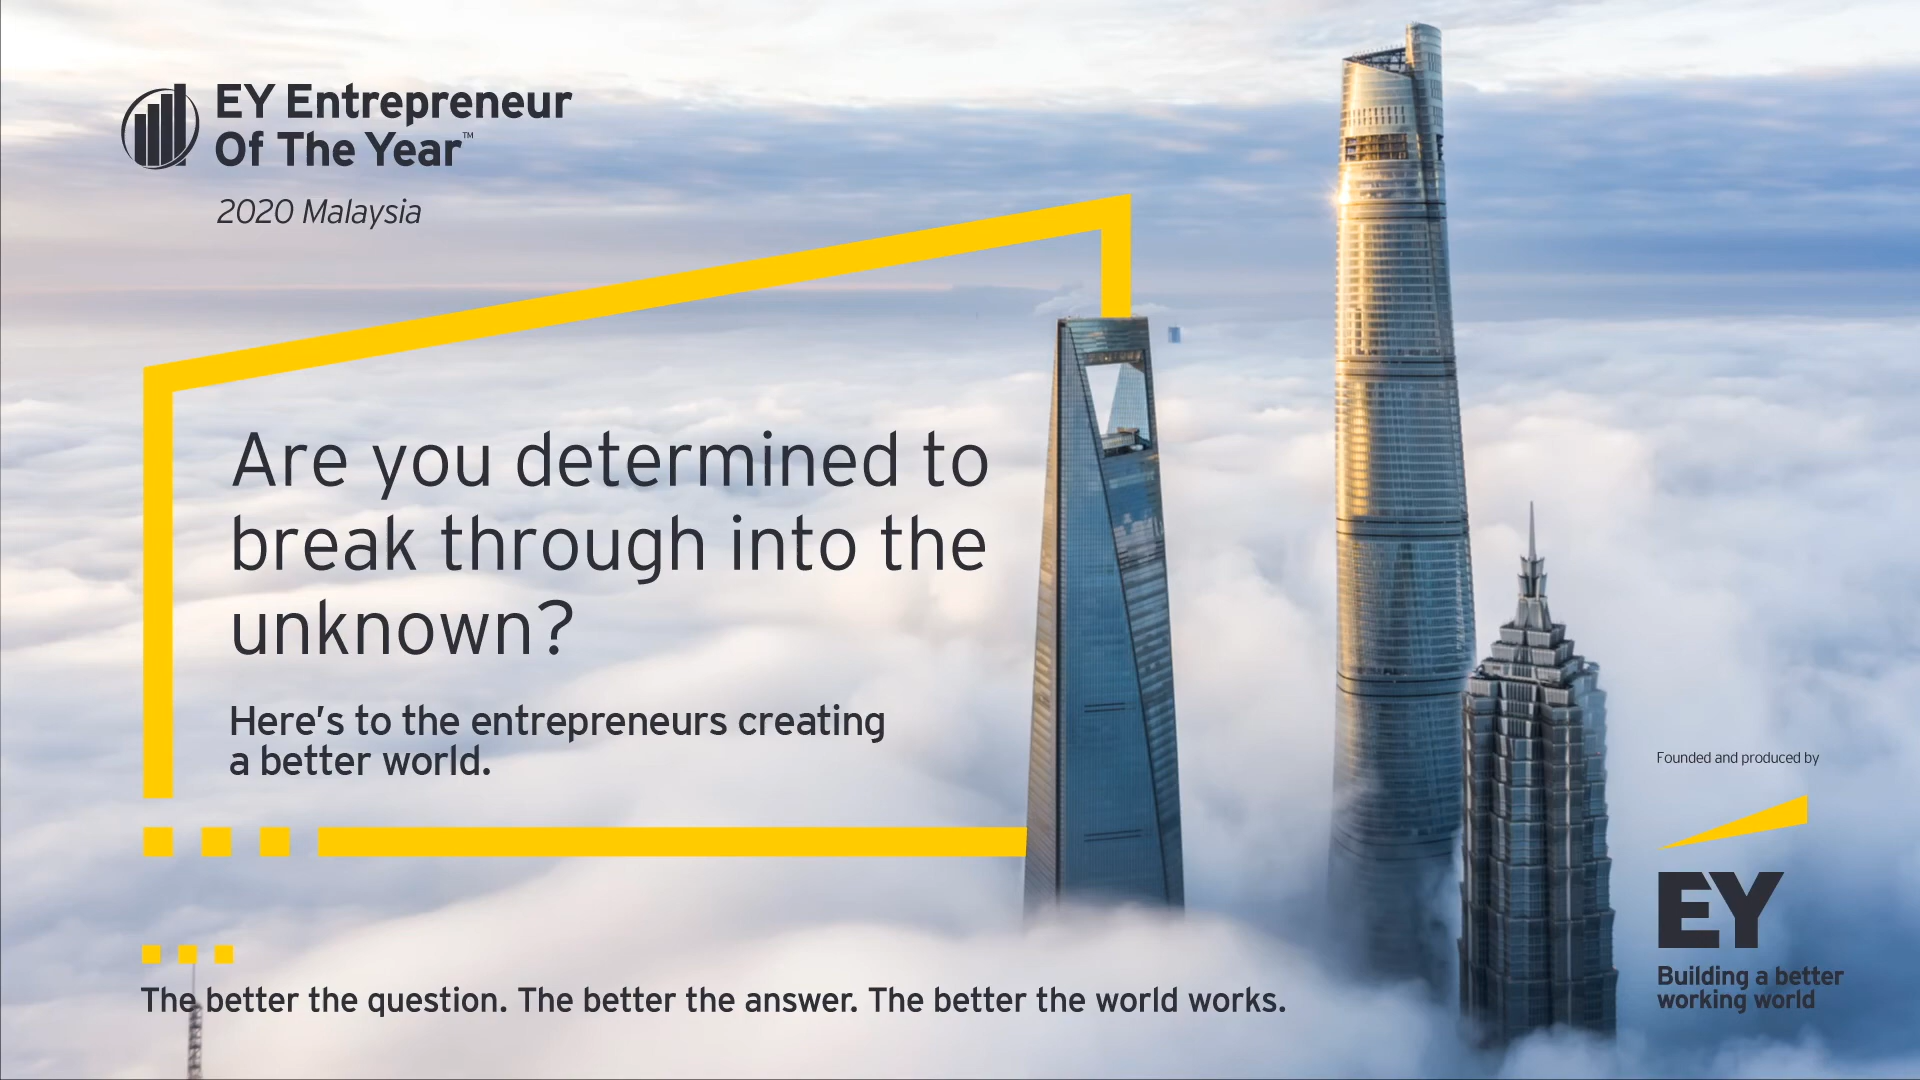 EY Entrepreneur
Of The Year™
2020 Malaysia
Are you determined to
break through into the
unknown?
Here's to the entrepreneurs creating
a better world.
Founded and produced by
EY
Building a better
working world
The better the question. The better the answer. The better the world works.